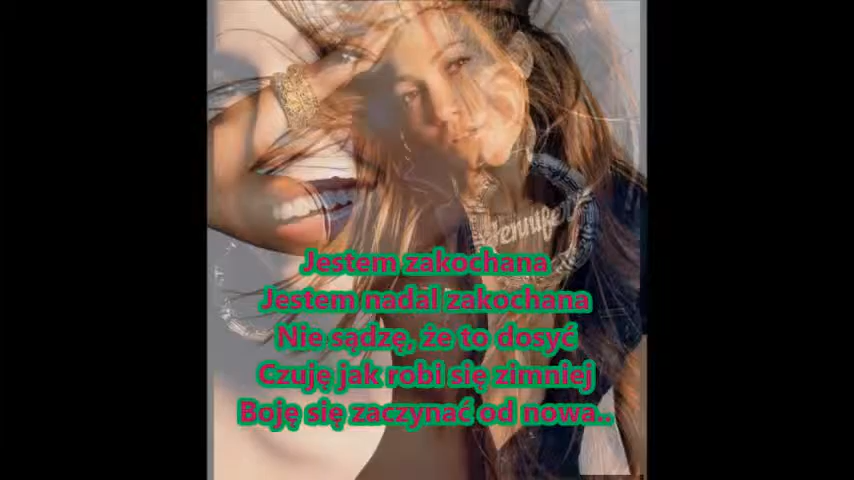 Jennifer
Jestem zakochana
Jestem nadal zakochana
Nie sądzę, że to dosyć
Czuję jak robi się zimniej
Boję się zaczynać od nowa..